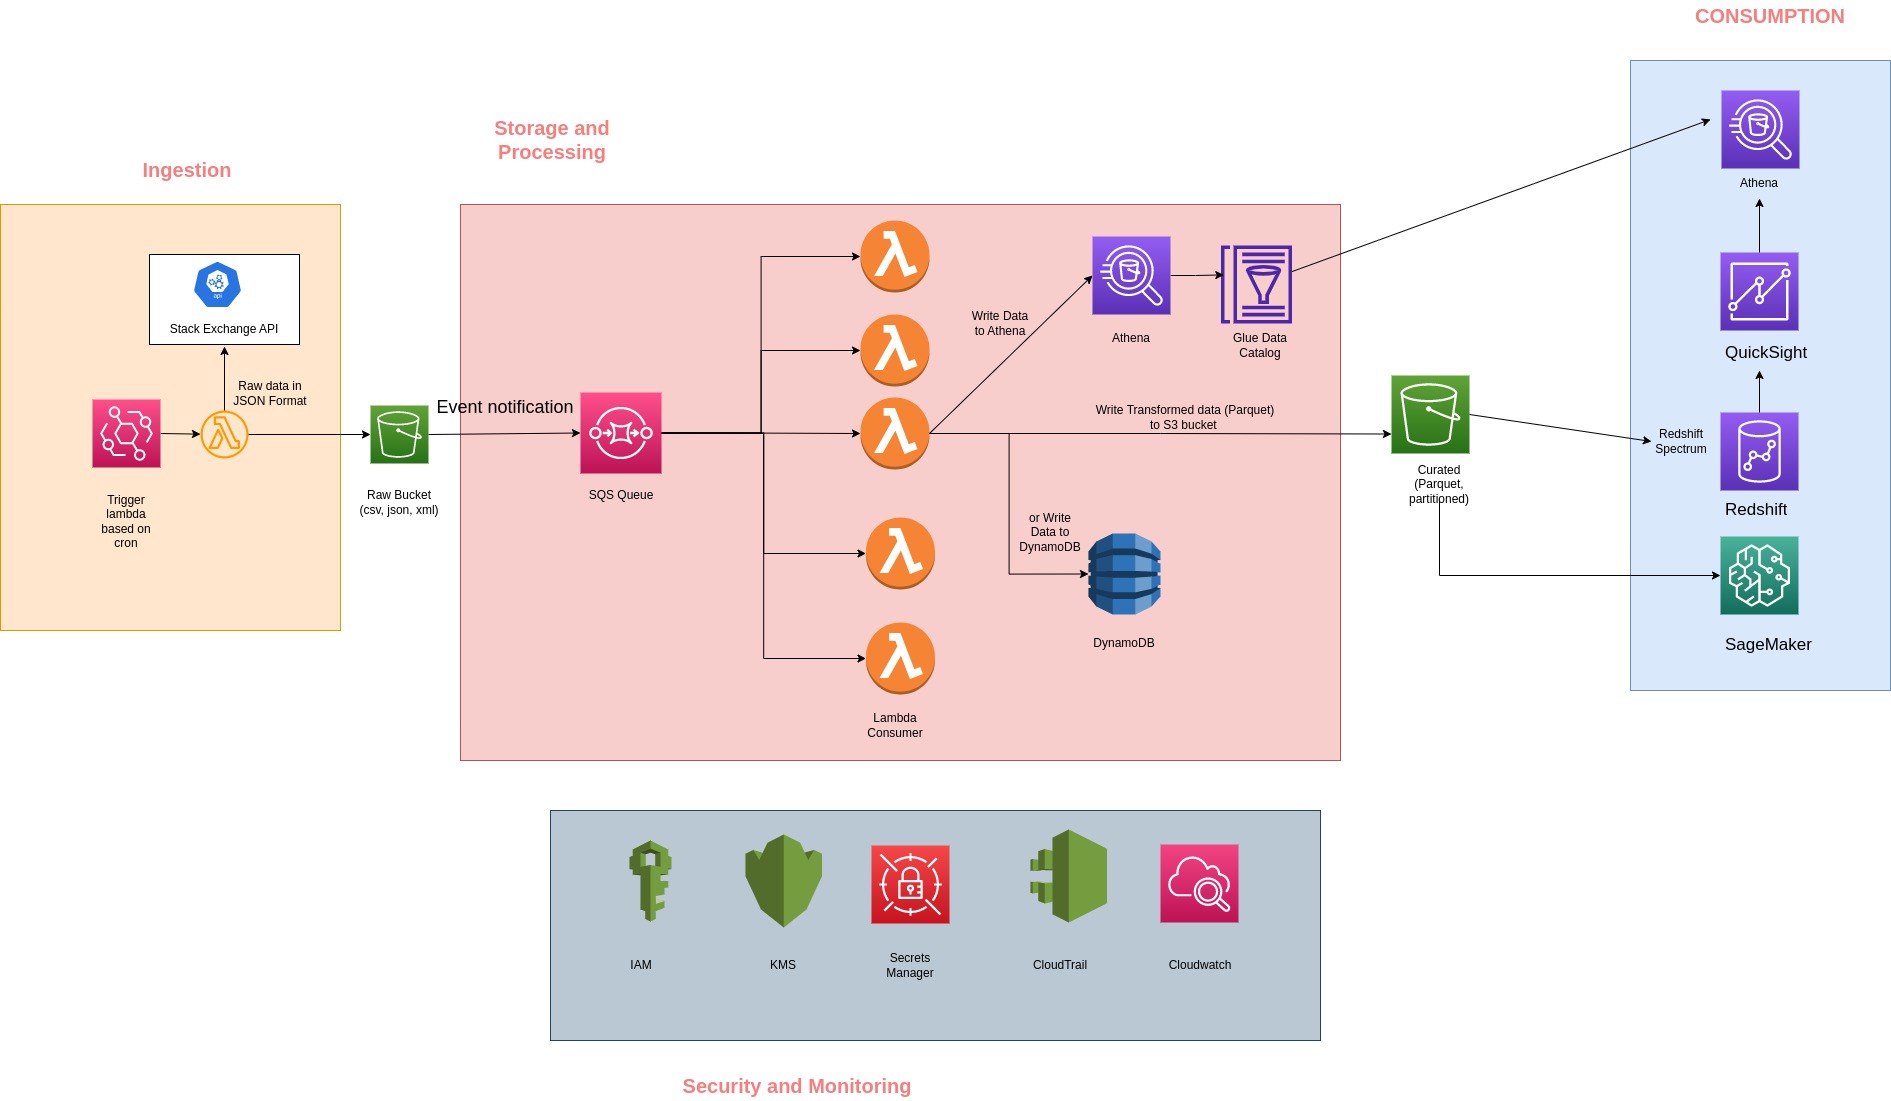 CONSUMPTION
Storage and
Processing
Ingestion
api
Stack Exchange API
Raw data in
JSON Format
Trigger
lambda
based on
cron
Raw Bucket
(csv, json, xml)
Event notification
SQS Queue
Lambda
Consumer
Write Data
to Athena
Athena
Glue Data
Catalog
Write Transformed data (Parquet)
to S3 bucket
or Write
Data to
DynamoDB
DynamoDB
Curated
(Parquet,
partitioned)
Athena
QuickSight
Redshift
Spectrum
Redshift
SageMaker
IAM
KMS
Secrets
Manager
CloudTrail
Cloudwatch
Security and Monitoring